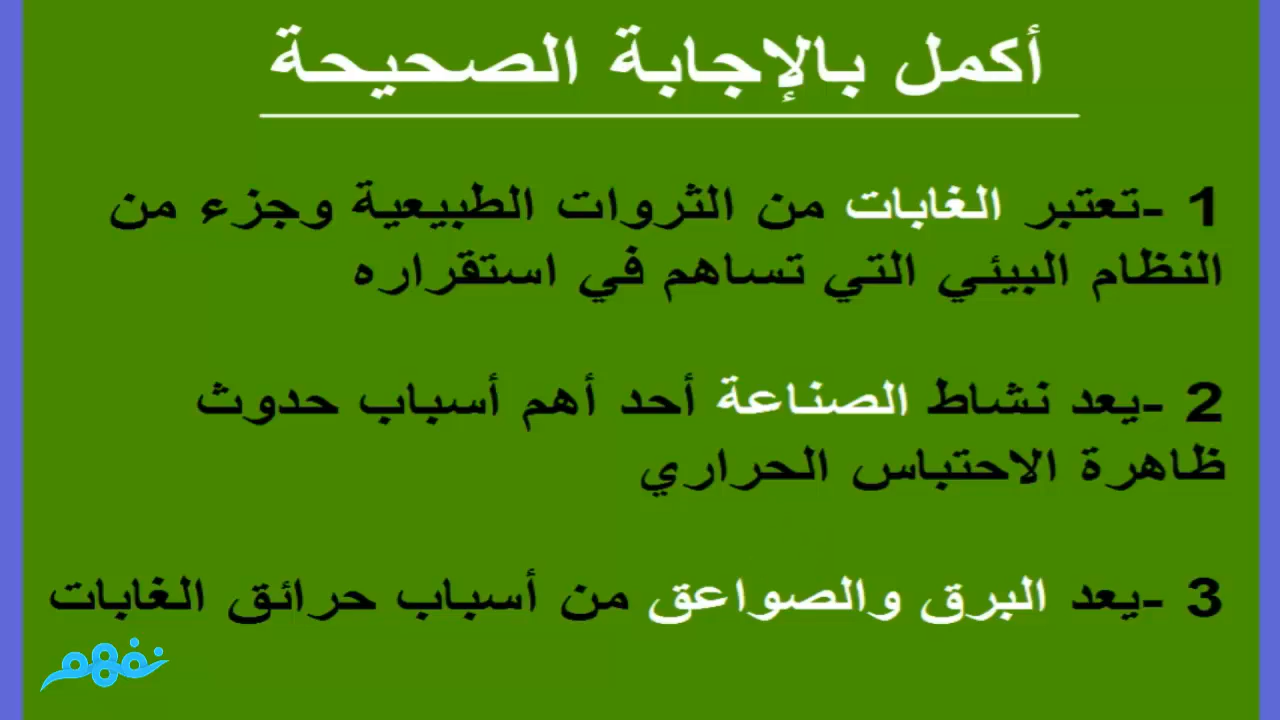 أكمل بالإجابة الصحيحة
1 -تعتبر الغابات من الثروات الطبيعية وجزء من
النظام البيئي التي تساهم في استقراره
2 -يعد نشاط الصناعة أحد أهم أسباب حدوث
ظاهرة الاحتباس الحراري
3 -يعد البرق والصواعق من أسباب حرائق الغابات
نفهم